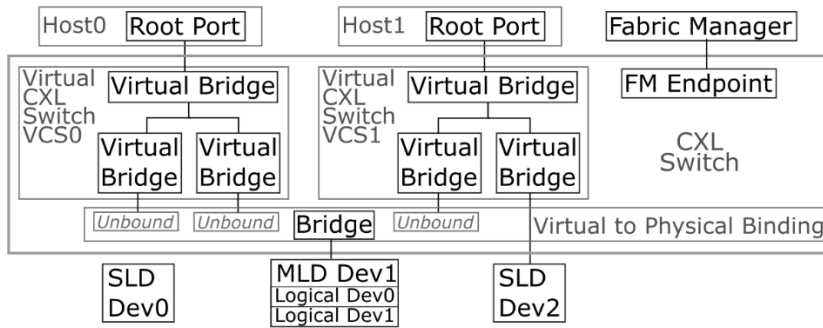 Host0
Root Port
Host1
Root Port
Fabric Manager
Virtual
CXL
Switch
VCS0
Virtual Bridge
Virtual
Bridge
Virtual
Bridge
Virtual
CXL
Switch
VCS1
Virtual Bridge
Virtual
Bridge
Virtual
Bridge
FM Endpoint
CXL
Switch
Unbound
Unbound
Bridge
Unbound
Virtual to Physical Binding
SLD
Dev0
MLD Dev1
Logical Dev0
Logical Dev1
SLD
Dev2